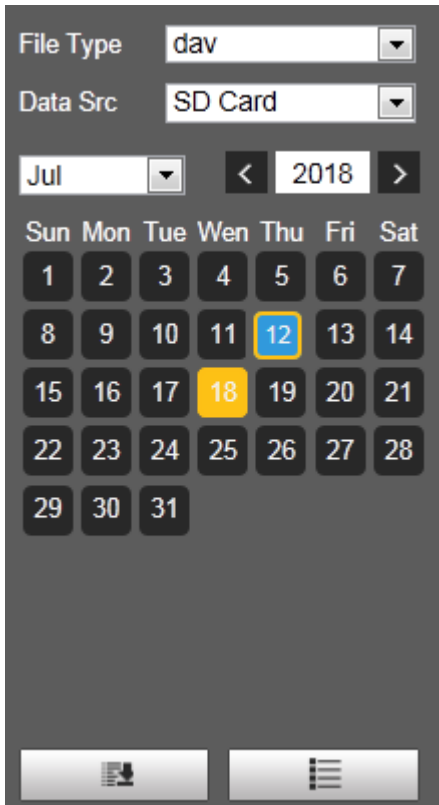 File Type dav
Data Src SD Card
Jul < 2018 >
Sun Mon Tue Wen Thu Fri Sat
1 2 3 4 5 6 7
8 9 10 11 12 13 14
15 16 17 18 19 20 21
22 23 24 25 26 27 28
29 30 31